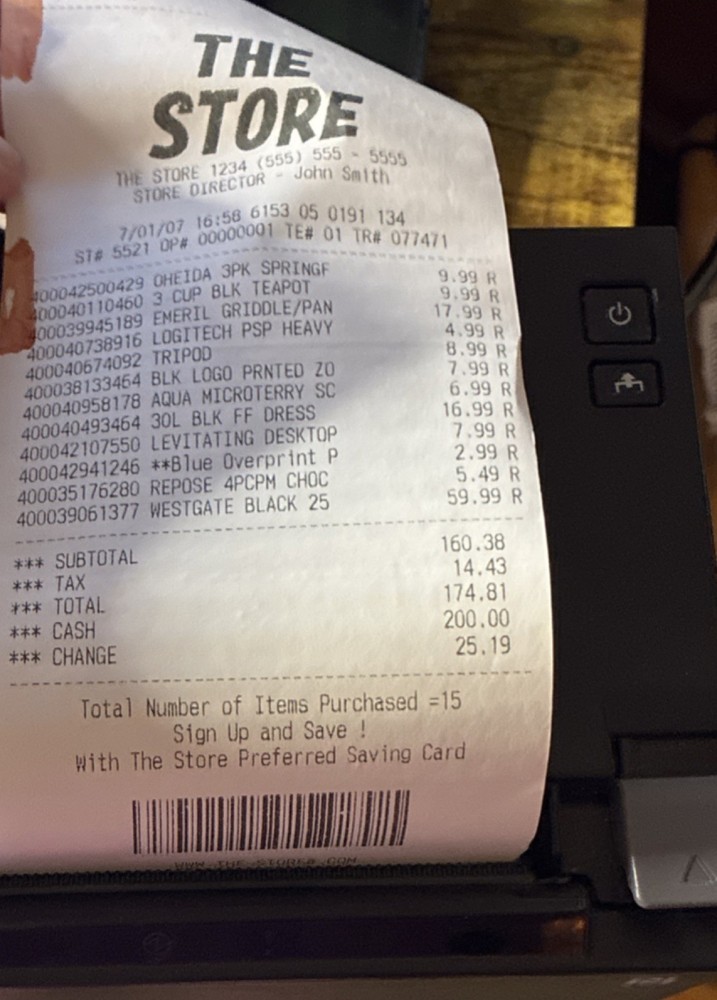 THE
STORE
THE STORE 1234 (555) 555 - 5555
STORE DIRECTOR - John Smith
7/01/07 16:58 6153 05 0191 134
ST# 5521 OP# 00000001 TE# 01 TR# 077471
400042500429 OHEIDA 3PK SPRINGF 9.99 R
400040110460 3 CUP BLK TEAPOT 9.99 R
400039945189 EMERIL GRIDDLE/PAN 17.99 R
400040738916 LOGITECH PSP HEAVY 4.99 R
400040674092 TRIPOD 8.99 R
400038133464 BLK LOGO PRNTED ZO 7.99 R
400040958178 AQUA MICROTERRY SC 6.99 R
400040493464 30L BLK FF DRESS 16.99 R
400042107550 LEVITATING DESKTOP 7.99 R
400042941246 **Blue Overprint P 2.99 R
400035176280 REPOSE 4PCPM CHOC 5.49 R
400039061377 WESTGATE BLACK 25 59.99 R
*** SUBTOTAL 160.38
*** TAX 14.43
*** TOTAL 174.81
*** CASH 200.00
*** CHANGE 25.19
Total Number of Items Purchased =15
Sign Up and Save !
With The Store Preferred Saving Card